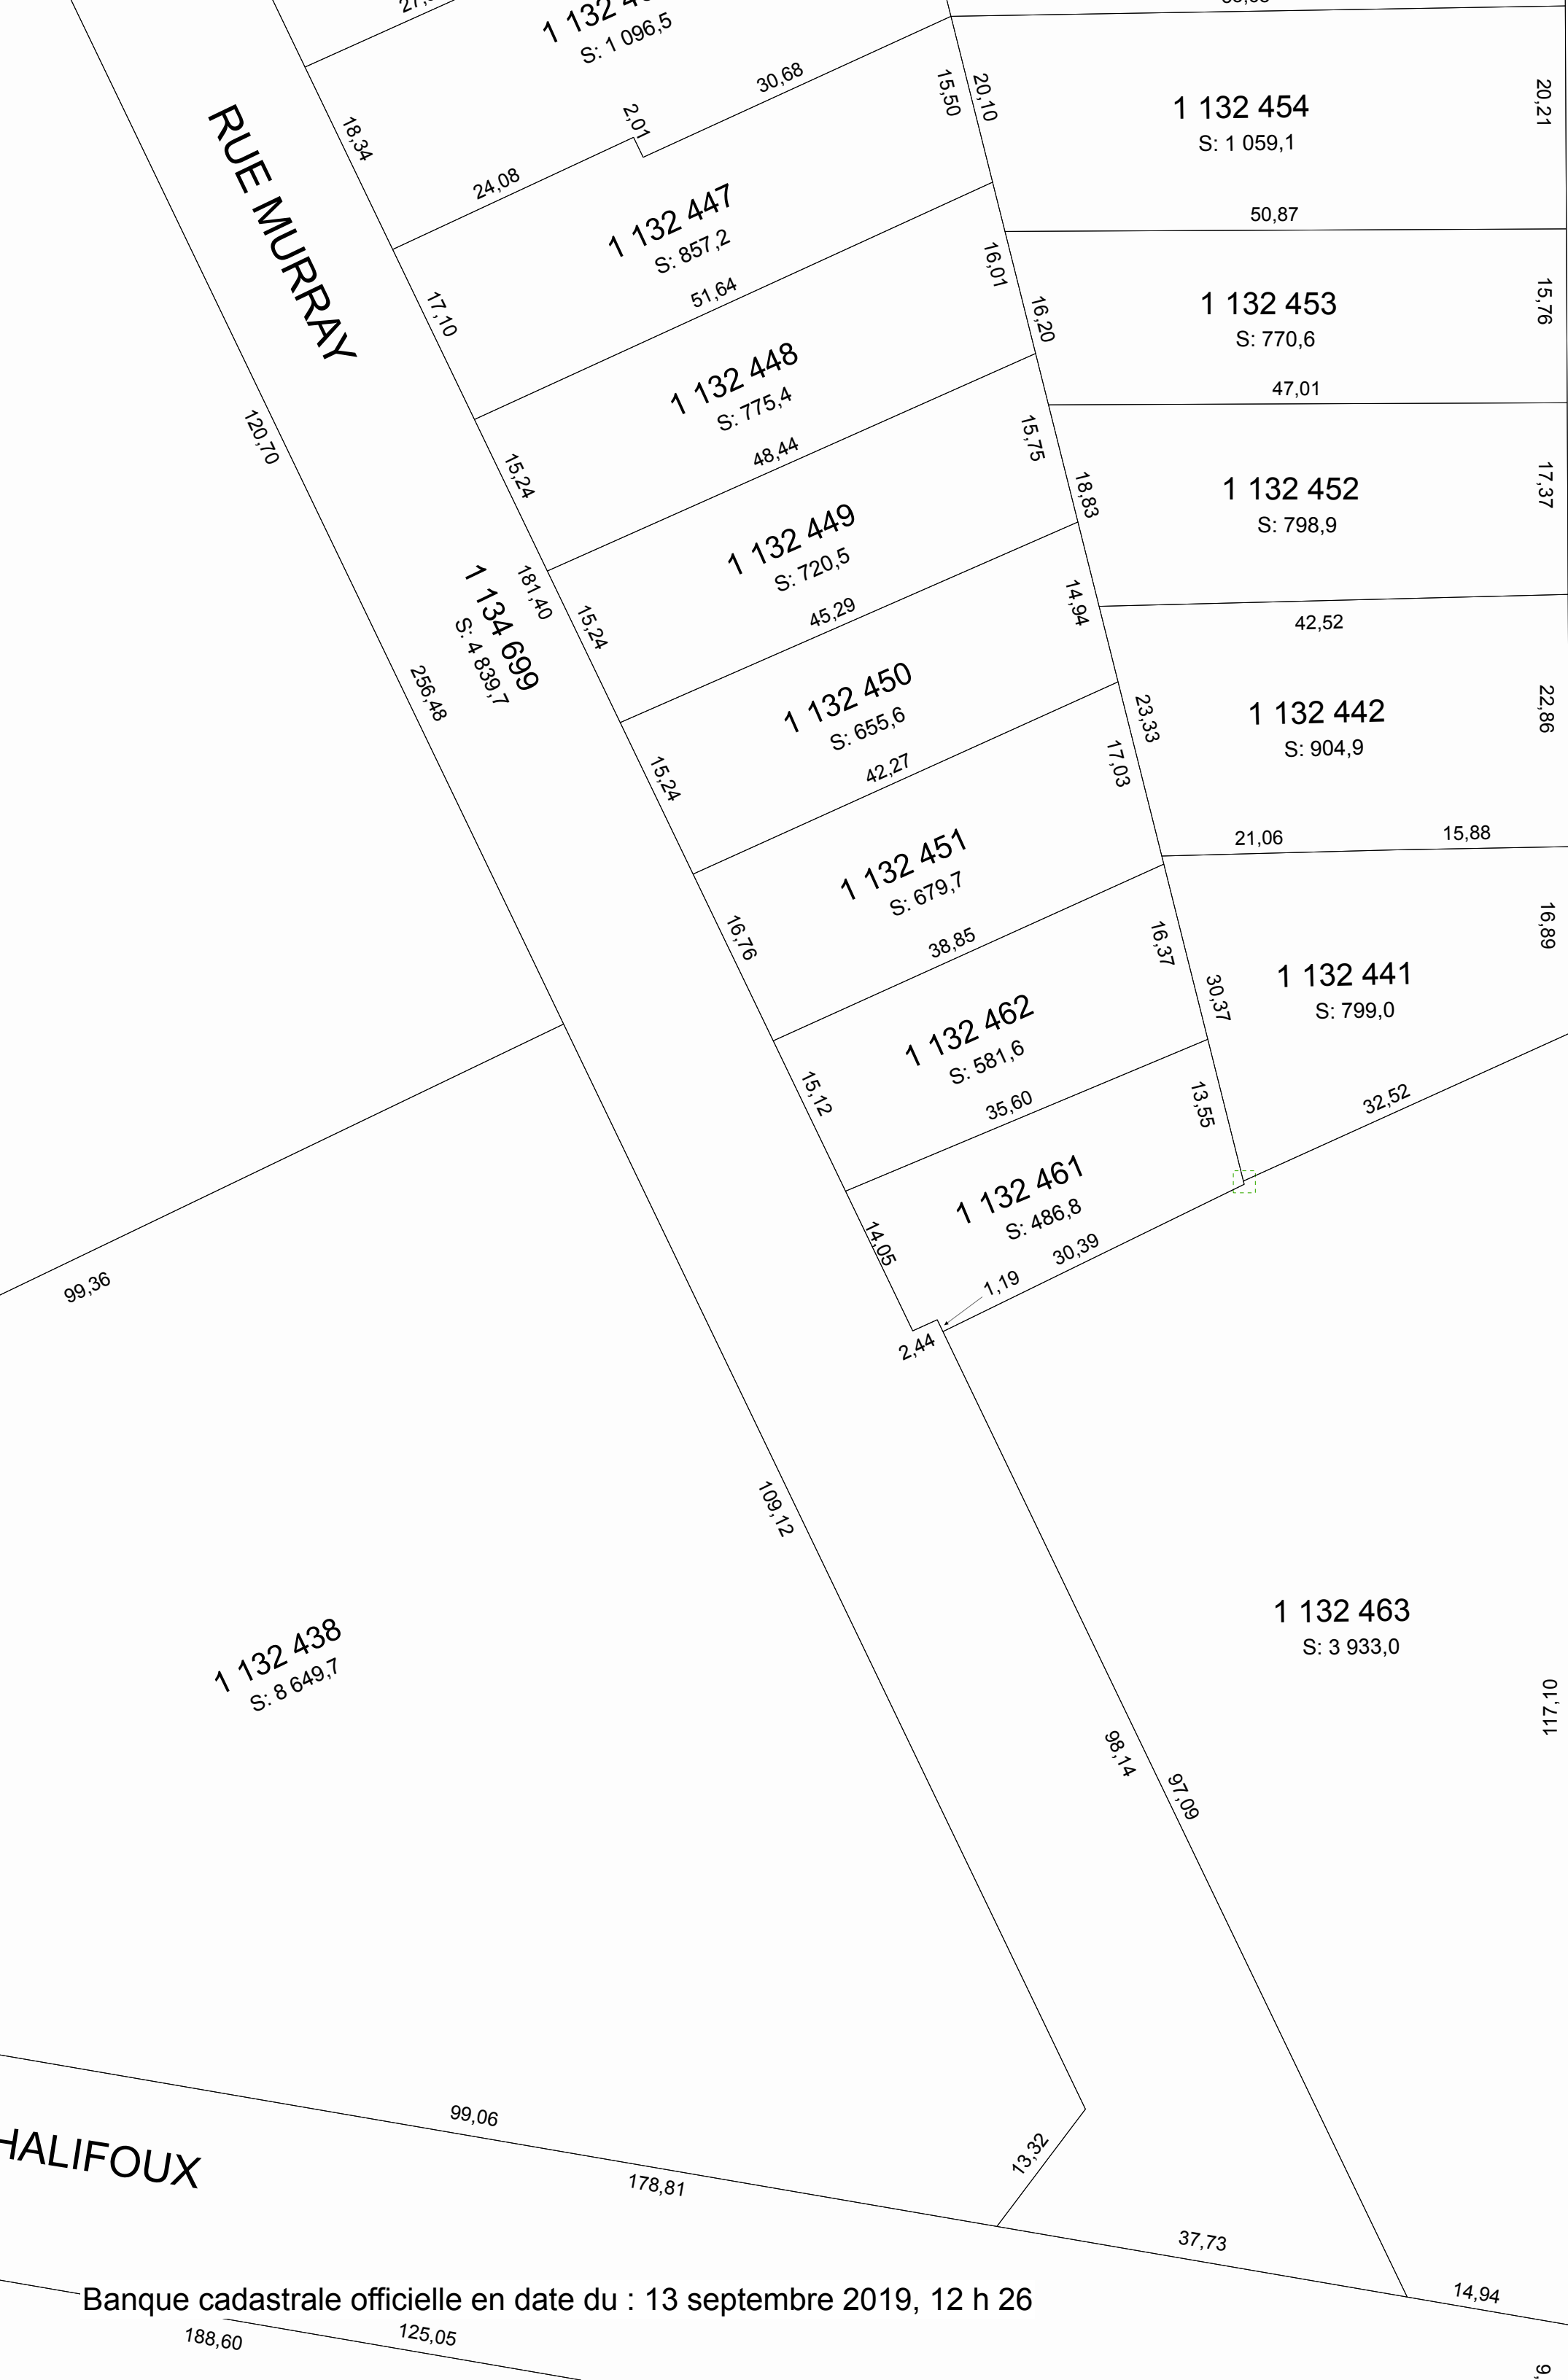 30,68
15,50
20,10
1 132 454
S: 1 059,1
20,21
S: 1 096,5
2,01
18,34
RUE MURRAY
24,08
1 132 447
S: 857,2
50,87
51,64
17,10
16,01
16,20
1 132 453
S: 770,6
15,76
1 132 448
S: 775,4
47,01
48,44
120,70
15,24
15,75
18,83
1 132 452
S: 798,9
17,37
1 132 449
S: 720,5
181,40
1 134 699
S: 4 839,7
15,24
45,29
14,94
42,52
256,48
1 132 450
S: 655,6
23,33
1 132 442
S: 904,9
22,86
15,24
42,27
17,03
21,06
15,88
1 132 451
S: 679,7
16,76
38,85
16,37
30,37
1 132 441
S: 799,0
16,89
1 132 462
S: 581,6
15,12
35,60
13,55
32,52
1 132 461
S: 486,8
14,05
30,39
1,19
2,44
99,36
109,12
1 132 463
S: 3 933,0
1 132 438
S: 8 649,7
117,10
98,14
97,09
99,06
13,32
HALIFOUX
178,81
37,73
14,94
Banque cadastrale officielle en date du : 13 septembre 2019, 12 h 26
188,60
125,05